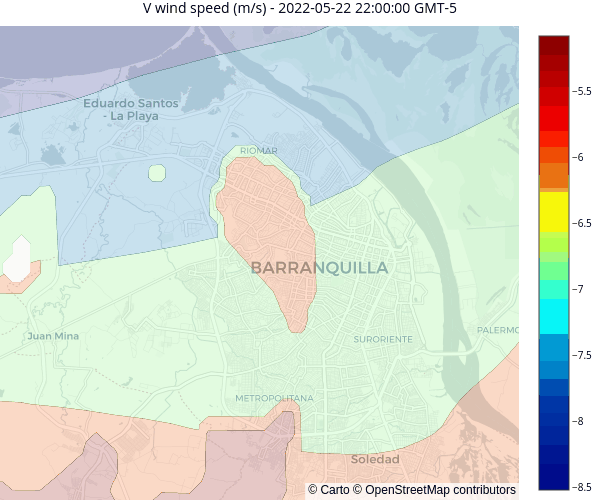 V wind speed (m/s) - 2022-05-22 22:00:00 GMT-5
Eduardo Santos
- La Playa
RIOMAR
BARRANQUILLA
Juan Mina
SURORIENTE
PALERMO
METROPOLITANA
Soledad
−5.5
−6
−6.5
−7
−7.5
−8
−8.5
© Carto © OpenStreetMap contributors